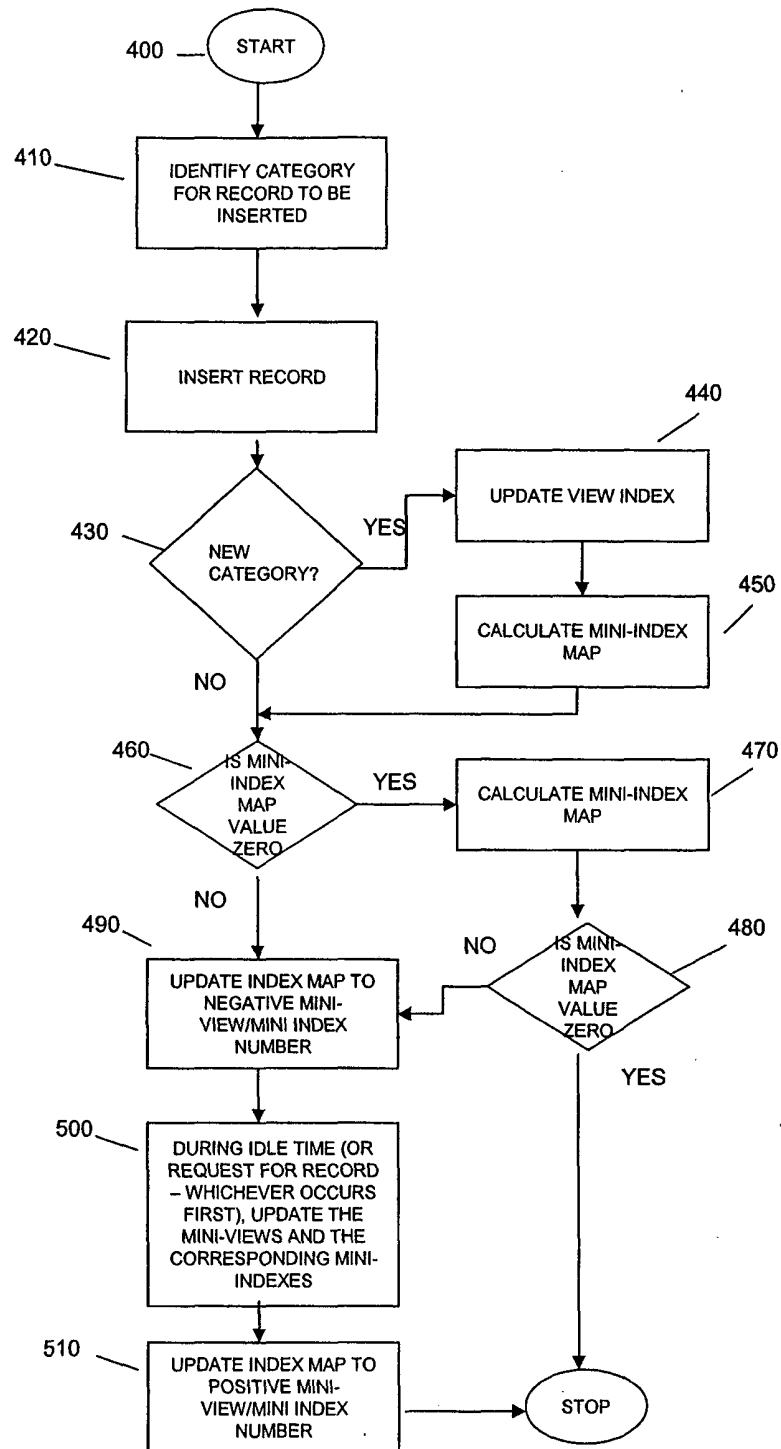 400
START
410
IDENTIFY CATEGORY
FOR RECORD TO BE
INSERTED
420
INSERT RECORD
430
NEW
CATEGORY?
YES
440
UPDATE VIEW INDEX
450
CALCULATE MINI-INDEX
MAP
NO
460
IS MINI-
INDEX
MAP
VALUE
ZERO
YES
470
CALCULATE MINI-INDEX
MAP
NO
480
IS MINI-
INDEX
MAP
VALUE
ZERO
NO
YES
490
UPDATE INDEX MAP TO
NEGATIVE MINI-
VIEW/MINI INDEX
NUMBER
500
DURING IDLE TIME (OR
REQUEST FOR RECORD
– WHICHEVER OCCURS
FIRST), UPDATE THE
MINI-VIEWS AND THE
CORRESPONDING MINI-
INDEXES
510
UPDATE INDEX MAP TO
POSITIVE MINI-
VIEW/MINI INDEX
NUMBER
STOP